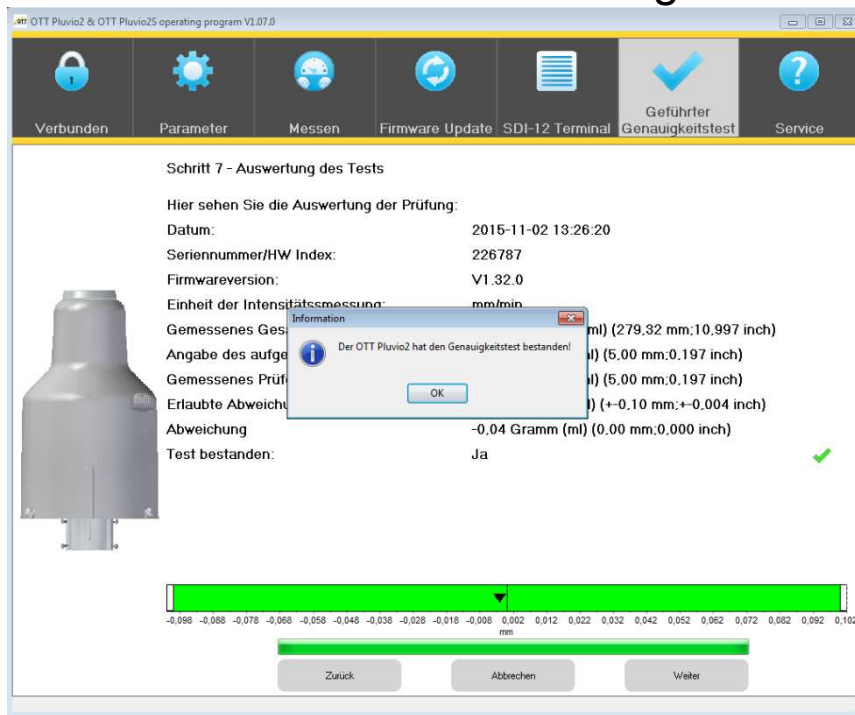 OTT Pluvio2 & OTT Pluvio2S operating program V1.07.0
Verbunden
Parameter
Messen
Firmware Update
SDI-12 Terminal
Geführter
Genauigkeitstest
Service
Schritt 7 - Auswertung des Tests
Hier sehen Sie die Auswertung der Prüfung:
Datum: 2015-11-02 13:26:20
Seriennummer/HW Index: 226787
Firmwareversion: V1.32.0
Einheit der Intensitätssmessung: mm/min
Information
Der OTT Pluvio2 hat den Genauigkeitstest bestanden!
OK
Gemessenes ml) (279,32 mm;10,997 inch)
Angabe des (5,00 mm;0,197 inch)
Gemessenes (5,00 mm;0,197 inch)
Erlaubte (+-0,10 mm;+-0,004 inch)
Abweichung -0,04 Gramm (ml) (0,00 mm;0,000 inch)
Test bestanden: Ja
-0,098 -0,088 -0,078 -0,068 -0,058 -0,048 -0,038 -0,028 -0,018 -0,008 0,002 0,012 0,022 0,032 0,042 0,052 0,062 0,072 0,082 0,092 0,102
mm
Zurück
Abbrechen
Weiter